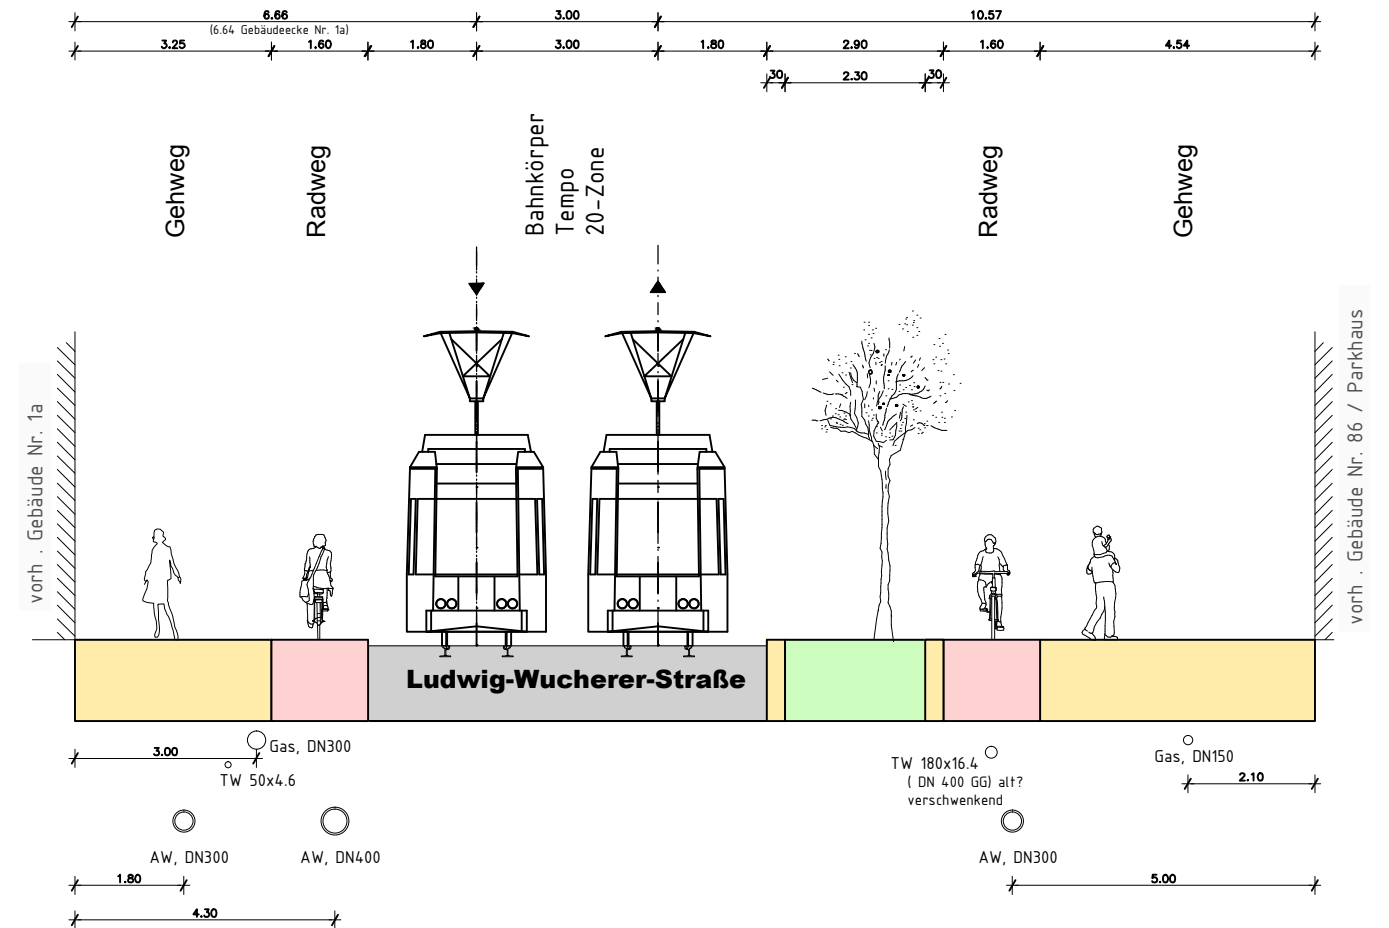 6.66 3.00 10.57
(6.64 Gebäudeecke Nr. 1a)
3.25 1.60 1.80 3.00 1.80 2.90 1.60 4.54
30 2.30 30
Gehweg
Radweg
Bahnkörper
Tempo
20-Zone
Radweg
Gehweg
vorh . Gebäude Nr. 1a
vorh . Gebäude Nr. 86 / Parkhaus
Ludwig-Wucherer-Straße
Gas, DN300
3.00
TW 50x4.6
TW 180x16.4
( DN 400 GG) alt?
verschwenkend
Gas, DN150
2.10
AW, DN300
AW, DN400
AW, DN300
1.80
5.00
4.30